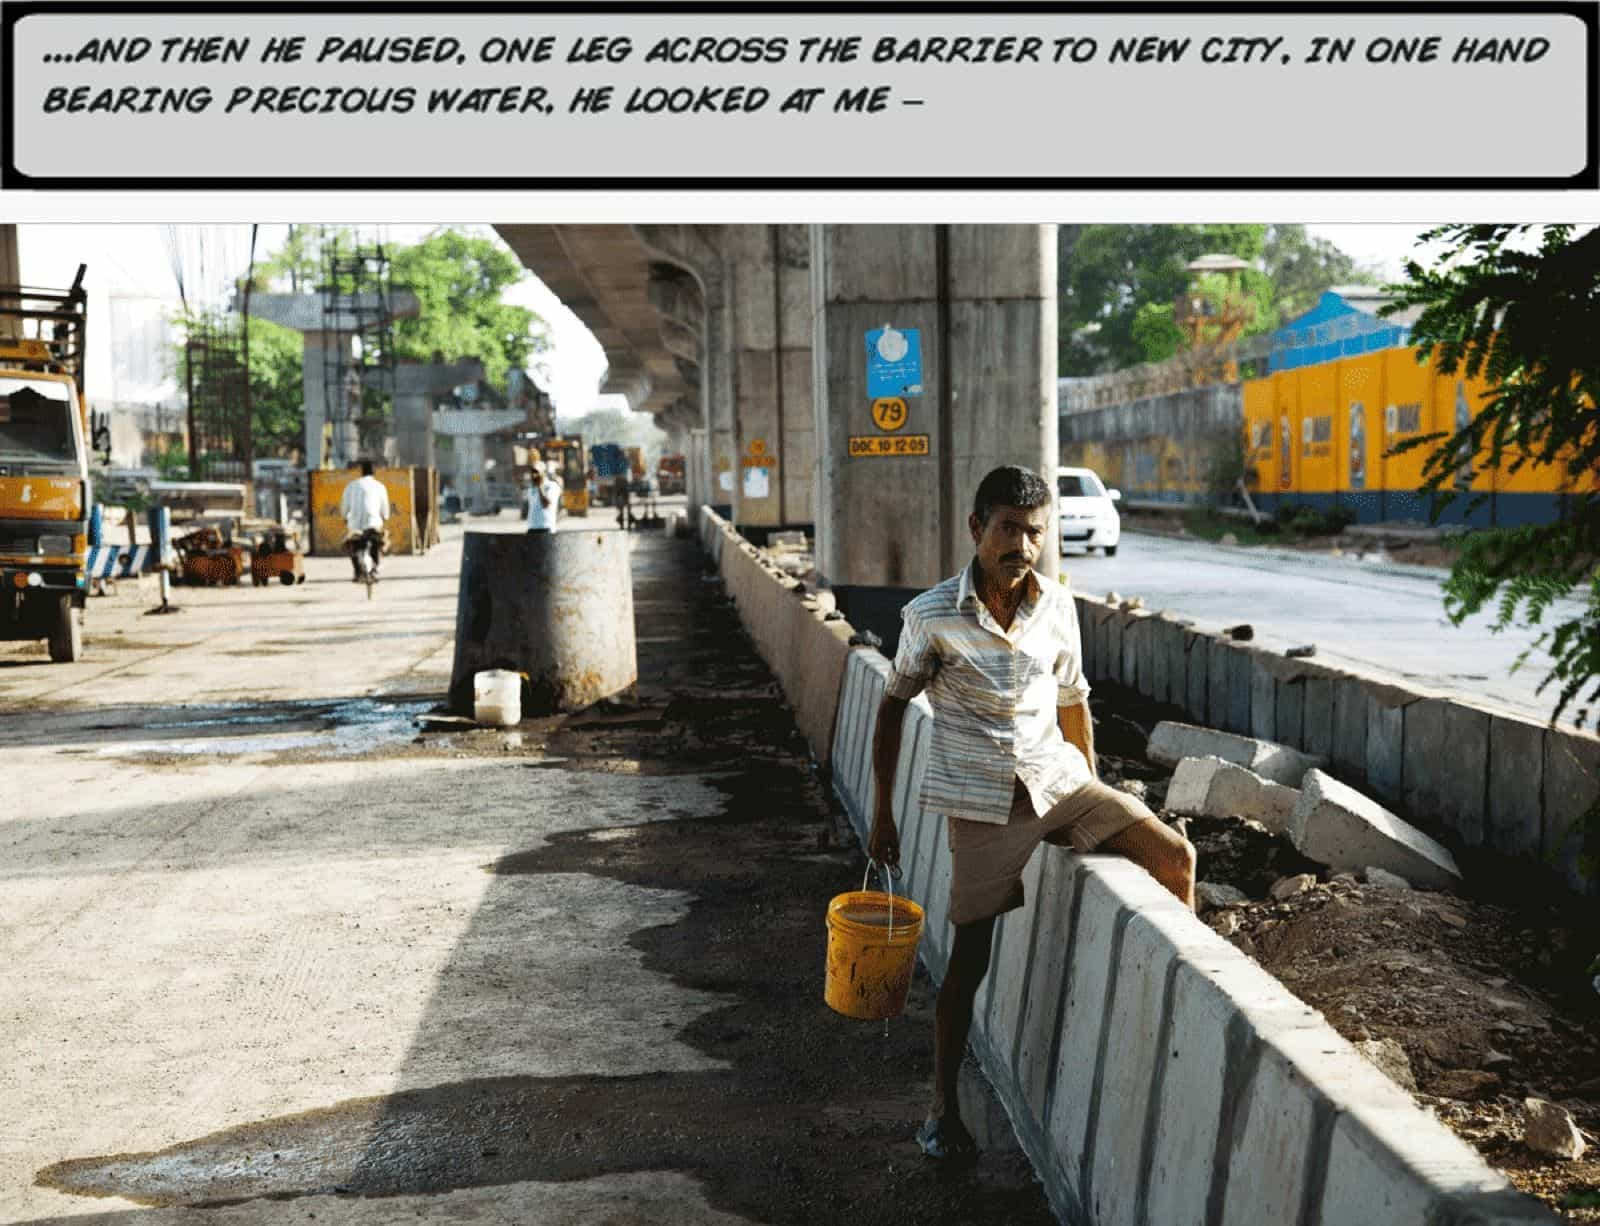 ...AND THEN HE PAUSED, ONE LEG ACROSS THE BARRIER TO NEW CITY, IN ONE HAND
BEARING PRECIOUS WATER, HE LOOKED AT ME –
79
DOC. 10 12 09